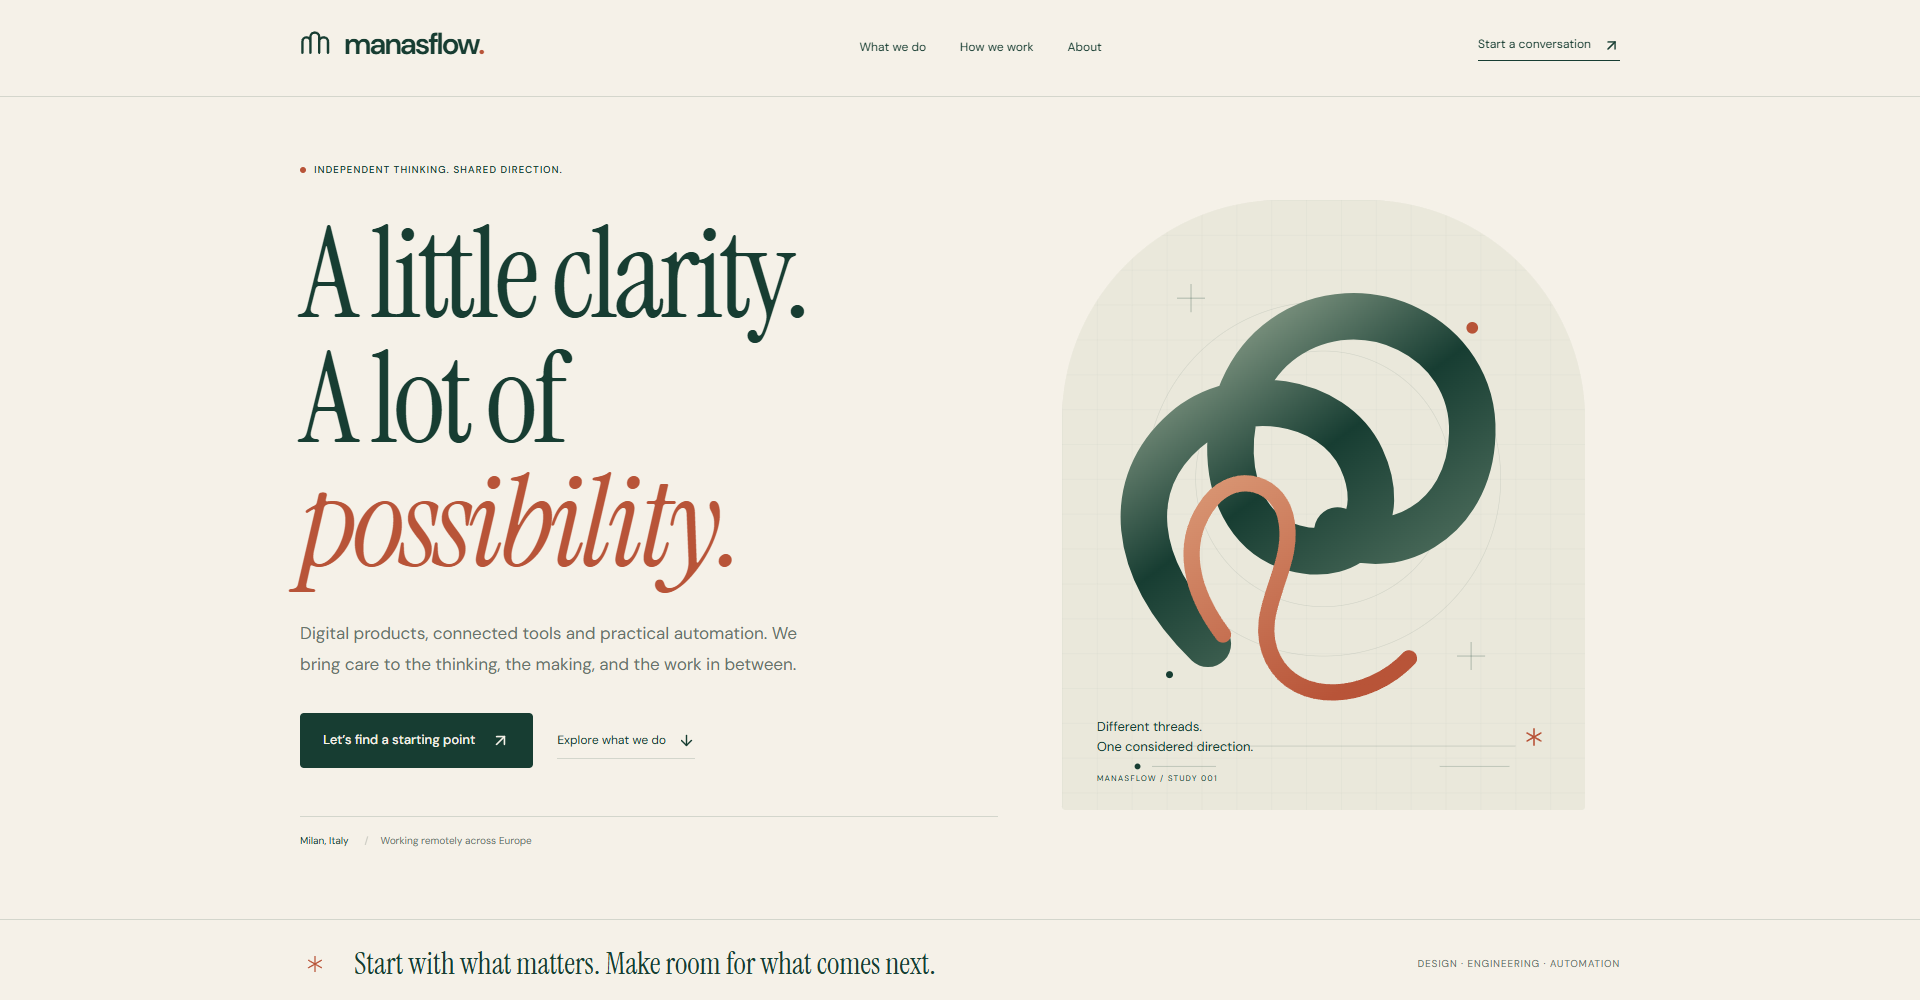 manasflow.
What we do
How we work
About
Start a conversation
INDEPENDENT THINKING. SHARED DIRECTION.
A little clarity.
A lot of
possibility.
Digital products, connected tools and practical automation. We
bring care to the thinking, the making, and the work in between.
Let’s find a starting point
Explore what we do
Milan, Italy / Working remotely across Europe
Different threads.
One considered direction.
MANASFLOW / STUDY 001
Start with what matters. Make room for what comes next.
DESIGN · ENGINEERING · AUTOMATION